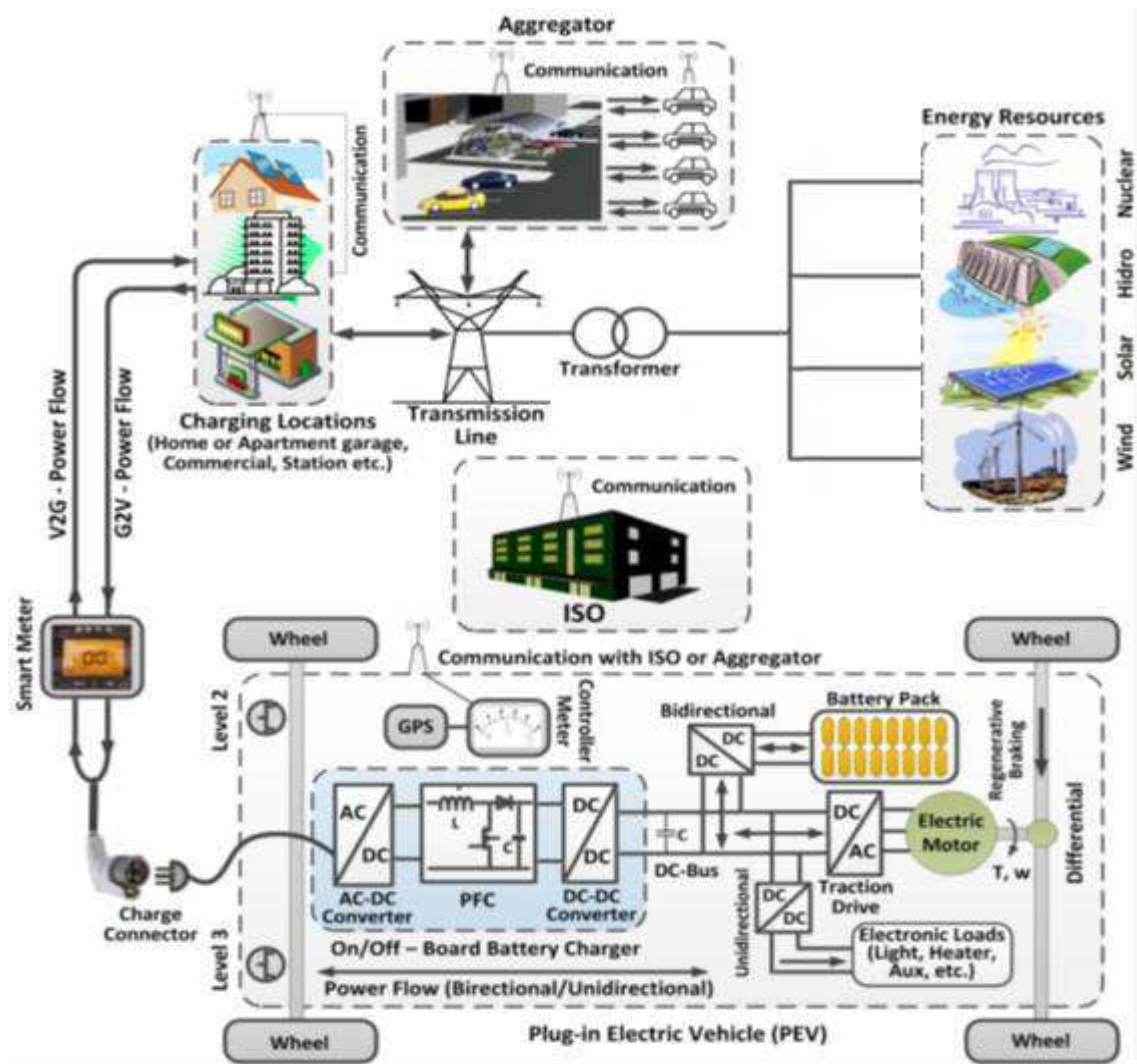 Aggregator
Communication
Energy Resources
Nuclear
Hidro
Solar
Wind
Communication
Transformer
Transmission
Line
Charging Locations
(Home or Apartment garage,
Commercial, Station etc.)
V2G - Power Flow
G2V - Power Flow
Communication
ISO
Smart Meter
Wheel
Wheel
Communication with ISO or Aggregator
Level 2
GPS
Controller
Meter
Bidirectional
DC
DC
Battery Pack
Regenerative
Braking
AC
DC
L
C
DC
DC
C
DC-Bus
DC
AC
Electric
Motor
T, w
Differential
AC-DC
Converter
PFC
DC-DC
Converter
Traction
Drive
Unidirectional
DC
DC
Electronic Loads
(Light, Heater,
Aux, etc.)
Charge
Connector
Level 3
On/Off – Board Battery Charger
Power Flow (Birectional/Unidirectional)
Wheel
Plug-in Electric Vehicle (PEV)
Wheel